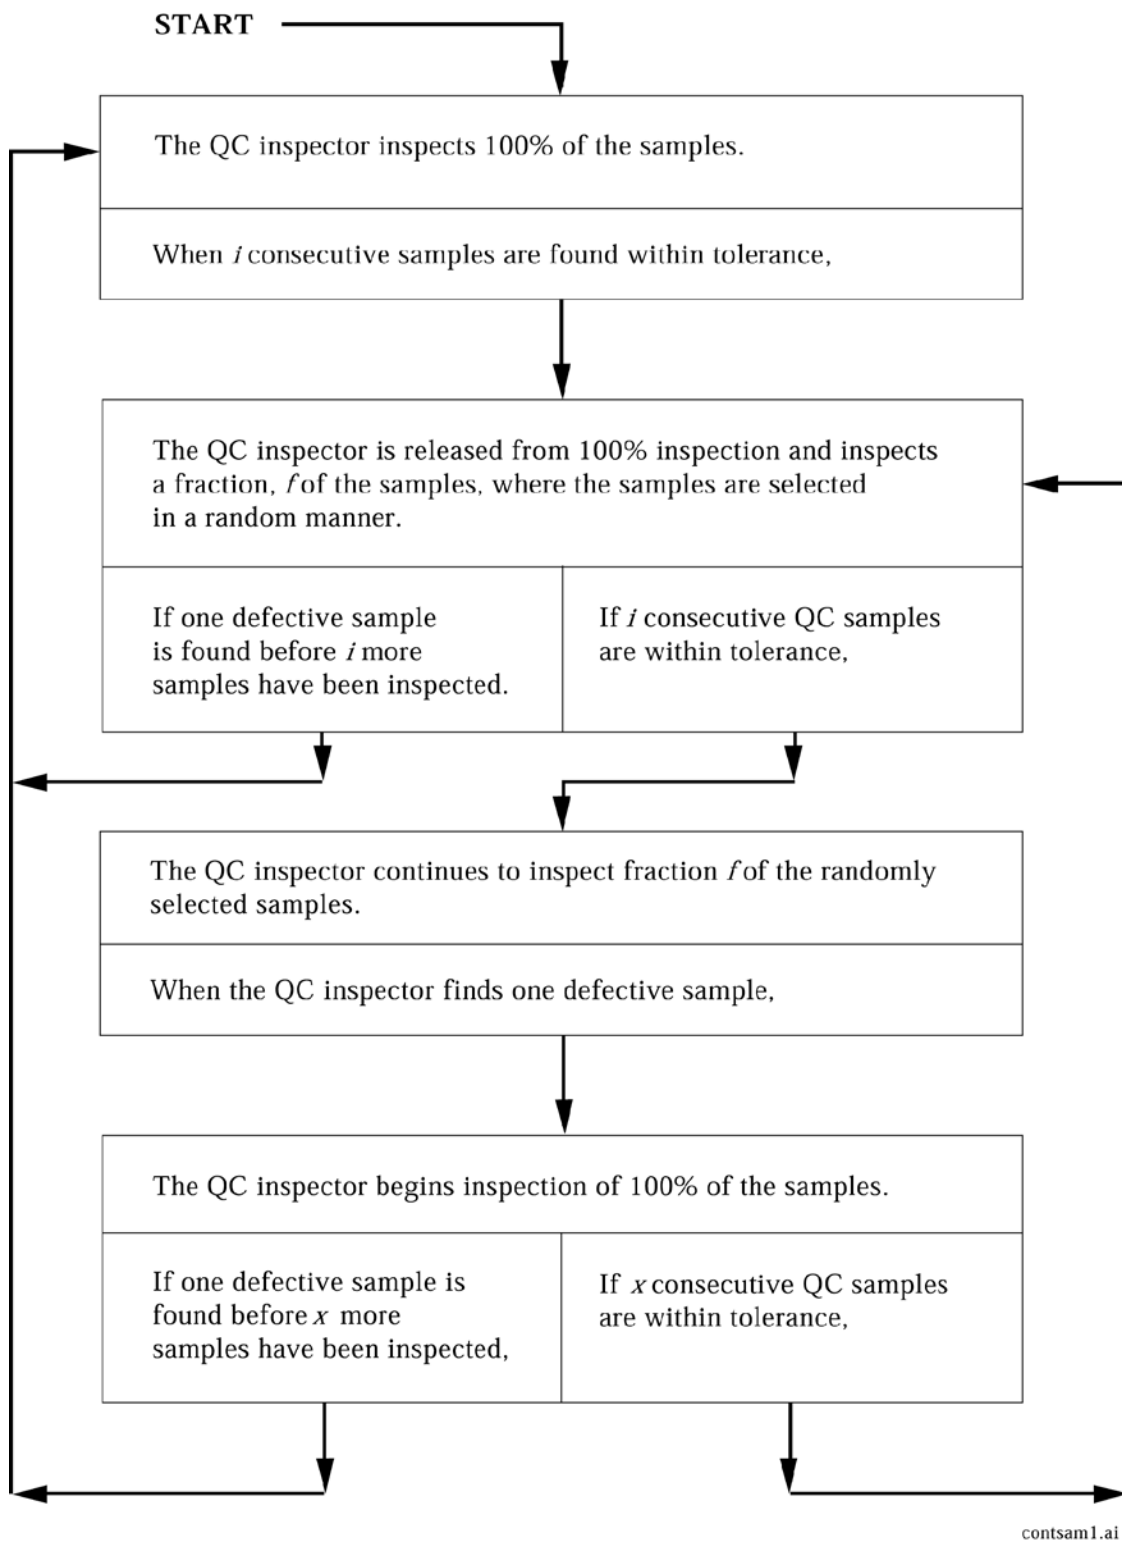 START
The QC inspector inspects 100% of the samples.
When i consecutive samples are found within tolerance,
The QC inspector is released from 100% inspection and inspects
a fraction, f of the samples, where the samples are selected
in a random manner.
If one defective sample
is found before i more
samples have been inspected.
If i consecutive QC samples
are within tolerance,
The QC inspector continues to inspect fraction f of the randomly
selected samples.
When the QC inspector finds one defective sample,
The QC inspector begins inspection of 100% of the samples.
If one defective sample is
found before x more
samples have been inspected,
If x consecutive QC samples
are within tolerance,
contsam1.ai